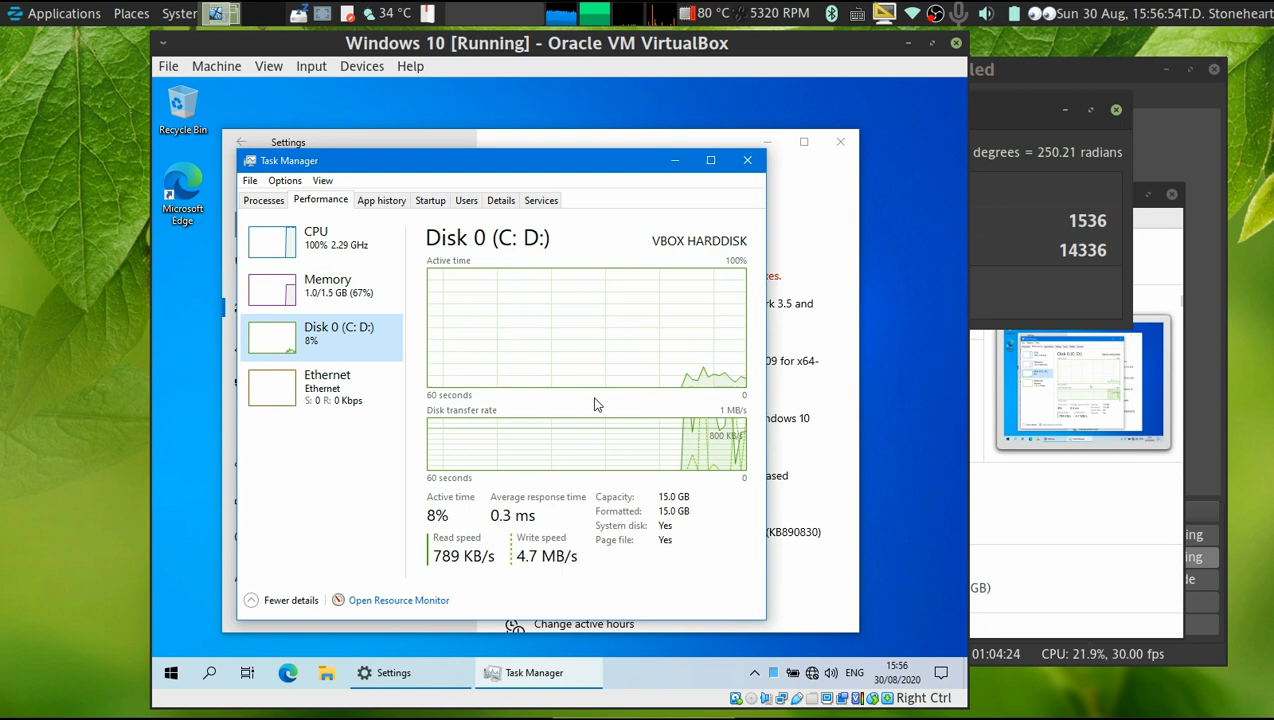 Applications Places System 34 °C 80 °C 5320 RPM Sun 30 Aug, 15:56:54 T.D. Stoneheart
Windows 10 [Running] - Oracle VM VirtualBox
File Machine View Input Devices Help
led
Recycle Bin
Microsoft
Edge
Settings
Task Manager
File Options View
Processes Performance App history Startup Users Details Services
CPU
100% 2.29 GHz
Memory
1.0/1.5 GB (67%)
Disk 0 (C: D:)
8%
Ethernet
Ethernet
S: 0 R: 0 Kbps
Disk 0 (C: D:) VBOX HARDDISK
Active time 100%
60 seconds 0
Disk transfer rate 1 MB/s
800 KB/s
60 seconds 0
Active time
8%
Average response time
0.3 ms
Read speed
789 KB/s
Write speed
4.7 MB/s
Capacity: 15.0 GB
Formatted: 15.0 GB
System disk: Yes
Page file: Yes
Fewer details Open Resource Monitor
es.
rk 3.5 and
09 for x64-
ndows 10
ased
(KB890830)
Change active hours
degrees = 250.21 radians
1536
14336
GB)
ing
ing
de
01:04:24 CPU: 21.9%, 30.00 fps
Settings Task Manager ENG 15:56
30/08/2020
Right Ctrl